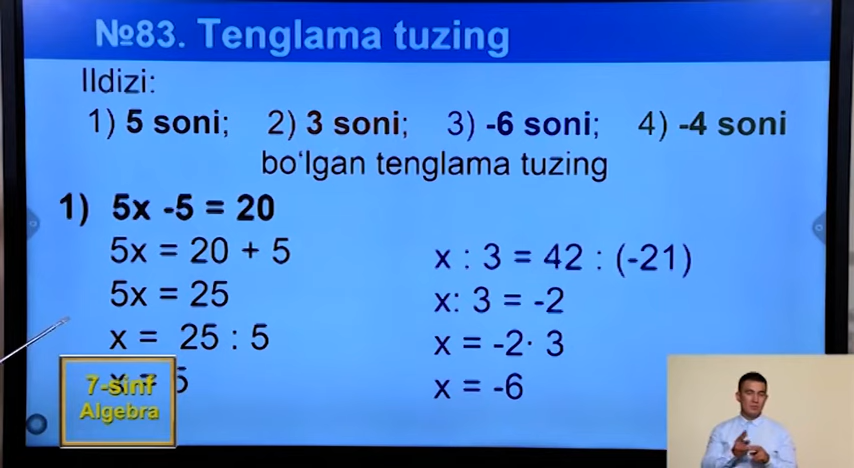 №83. Tenglama tuzing
Ildizi:
1) 5 soni; 2) 3 soni; 3) -6 soni; 4) -4 soni
bo‘lgan tenglama tuzing
1) 5x -5 = 20
5x = 20 + 5
5x = 25
x = 25 : 5
x = 5
x : 3 = 42 : (-21)
x: 3 = -2
x = -2· 3
x = -6
7-sinf
Algebra